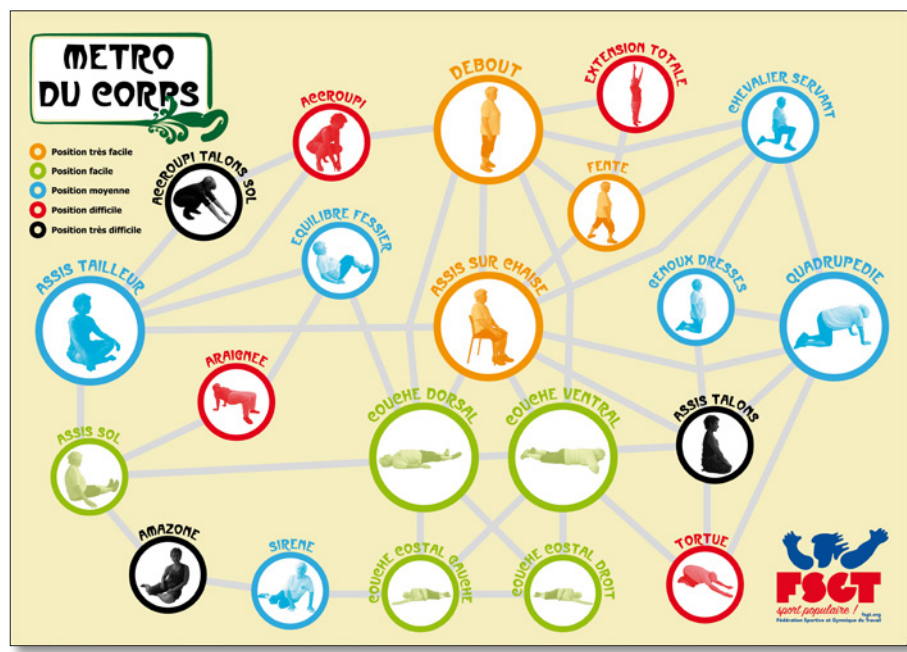 METRO
DU CORPS
Position très facile
Position facile
Position moyenne
Position difficile
Position très difficile
ACCROUPI
DEBOUT
EXTENSION TOTALE
CHEVALIER SERVANT
ACCROUPI TALONS SOL
FENTE
EQUILIBRE FESSIER
ASSIS TAILLEUR
ASSIS SUR CHAISE
GENOUX DRESSES
QUADRUPEDIE
ARAIGNEE
COUCHE DORSAL
COUCHE VENTRAL
ASSIS TALONS
ASSIS SOL
AMAZONE
SIRENE
COUCHE COSTAL GAUCHE
COUCHE COSTAL DROIT
TORTUE
FSGT
sport populaire !
fsgt.org
Fédération Sportive et Gymnique du Travail